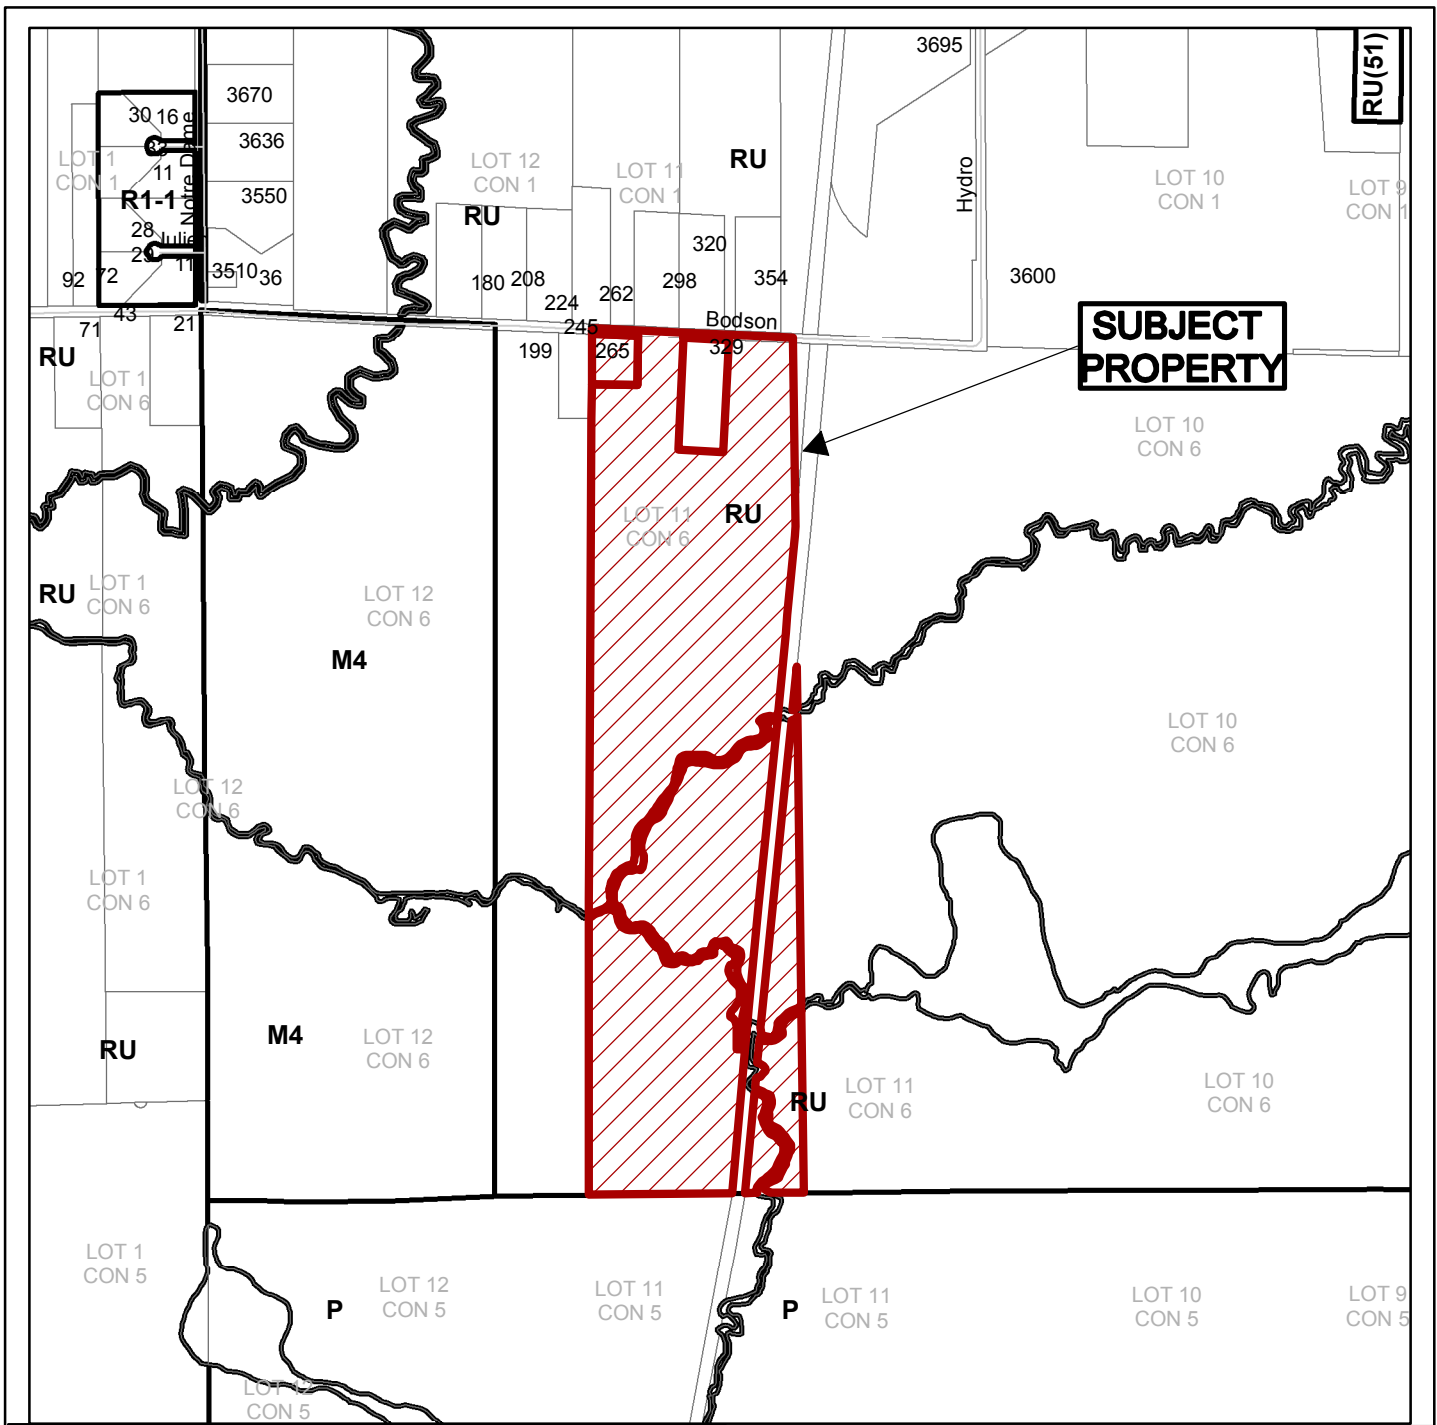 3695
RU(51)
3670
30 16
3636
Notre Dame
LOT 1
CON 1
11
R1-1
3550
28
Julie
11
92
72
3510
36
43
71
21
LOT 12
CON 1
RU
LOT 11
CON 1
RU
180
208
224
262
298
320
354
Hydro
3600
LOT 10
CON 1
LOT 9
CON 1
245
Bodson
199
265
329
SUBJECT
PROPERTY
RU
LOT 1
CON 6
LOT 10
CON 6
LOT 11
CON 6
RU
RU
LOT 1
CON 6
LOT 12
CON 6
M4
LOT 10
CON 6
LOT 12
CON 6
LOT 1
CON 6
RU
M4
LOT 12
CON 6
RU
LOT 11
CON 6
LOT 10
CON 6
LOT 1
CON 5
P
LOT 12
CON 5
LOT 11
CON 5
P
LOT 11
CON 5
LOT 10
CON 5
LOT 9
CON 5
LOT 12
CON 5